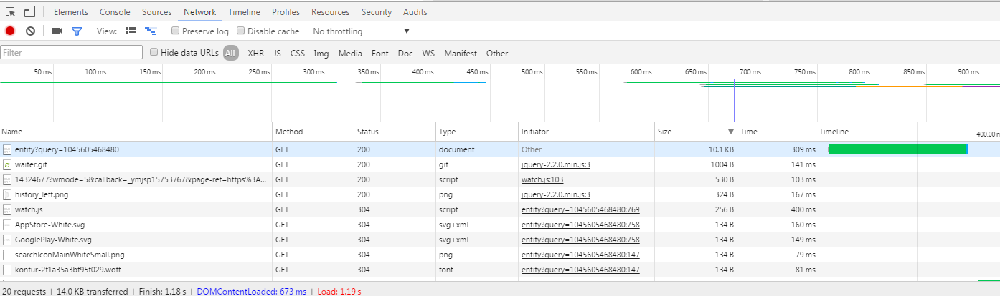 Elements Console Sources Network Timeline Profiles Resources Security Audits
View: Preserve log Disable cache No throttling ▼
Filter Hide data URLs All XHR JS CSS Img Media Font Doc WS Manifest Other
50 ms 100 ms 150 ms 200 ms 250 ms 300 ms 350 ms 400 ms 450 ms 500 ms 550 ms 600 ms 650 ms 700 ms 750 ms 800 ms 850 ms 900 ms
Name Method Status Type Initiator Size ▼ Time Timeline 400.00 m
entity?query=1045605468480 GET 200 document Other 10.1 KB 309 ms
waiter.gif GET 200 gif jquery-2.2.0.min.js:3 1004 B 141 ms
14324677?wmode=5&callback=_ymjsp15753767&page-ref=https%3A... GET 200 script watch.js:103 530 B 103 ms
history_left.png GET 200 png jquery-2.2.0.min.js:3 324 B 167 ms
watch.js GET 304 script entity?query=1045605468480:769 256 B 400 ms
AppStore-White.svg GET 304 svg+xml entity?query=1045605468480:758 134 B 160 ms
GooglePlay-White.svg GET 304 svg+xml entity?query=1045605468480:758 134 B 149 ms
searchIconMainWhiteSmall.png GET 304 png entity?query=1045605468480:147 134 B 79 ms
kontur-2f1a35a3bf95f029.woff GET 304 font entity?query=1045605468480:147 134 B 81 ms
20 requests | 14.0 KB transferred | Finish: 1.18 s | DOMContentLoaded: 673 ms | Load: 1.19 s